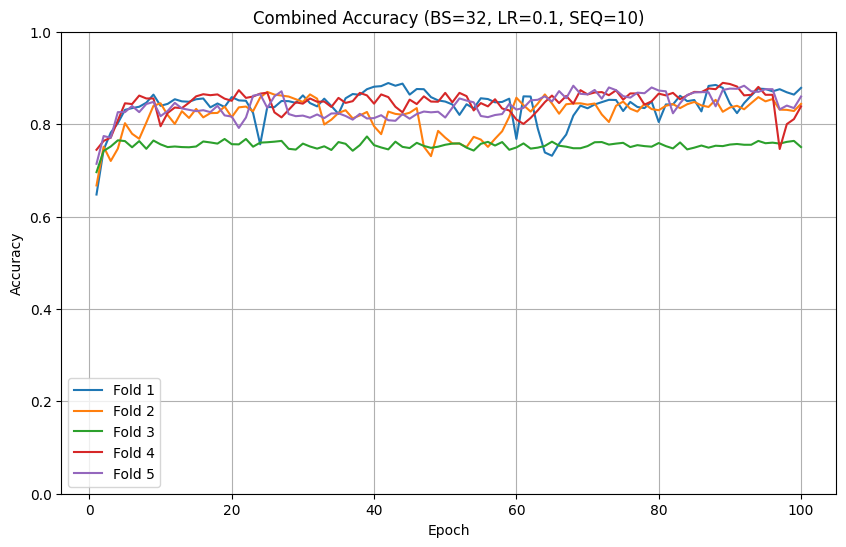 Combined Accuracy (BS=32, LR=0.1, SEQ=10)
1.0
0.8
0.6
0.4
0.2
0.0
Accuracy
Fold 1
Fold 2
Fold 3
Fold 4
Fold 5
0 20 40 60 80 100
Epoch